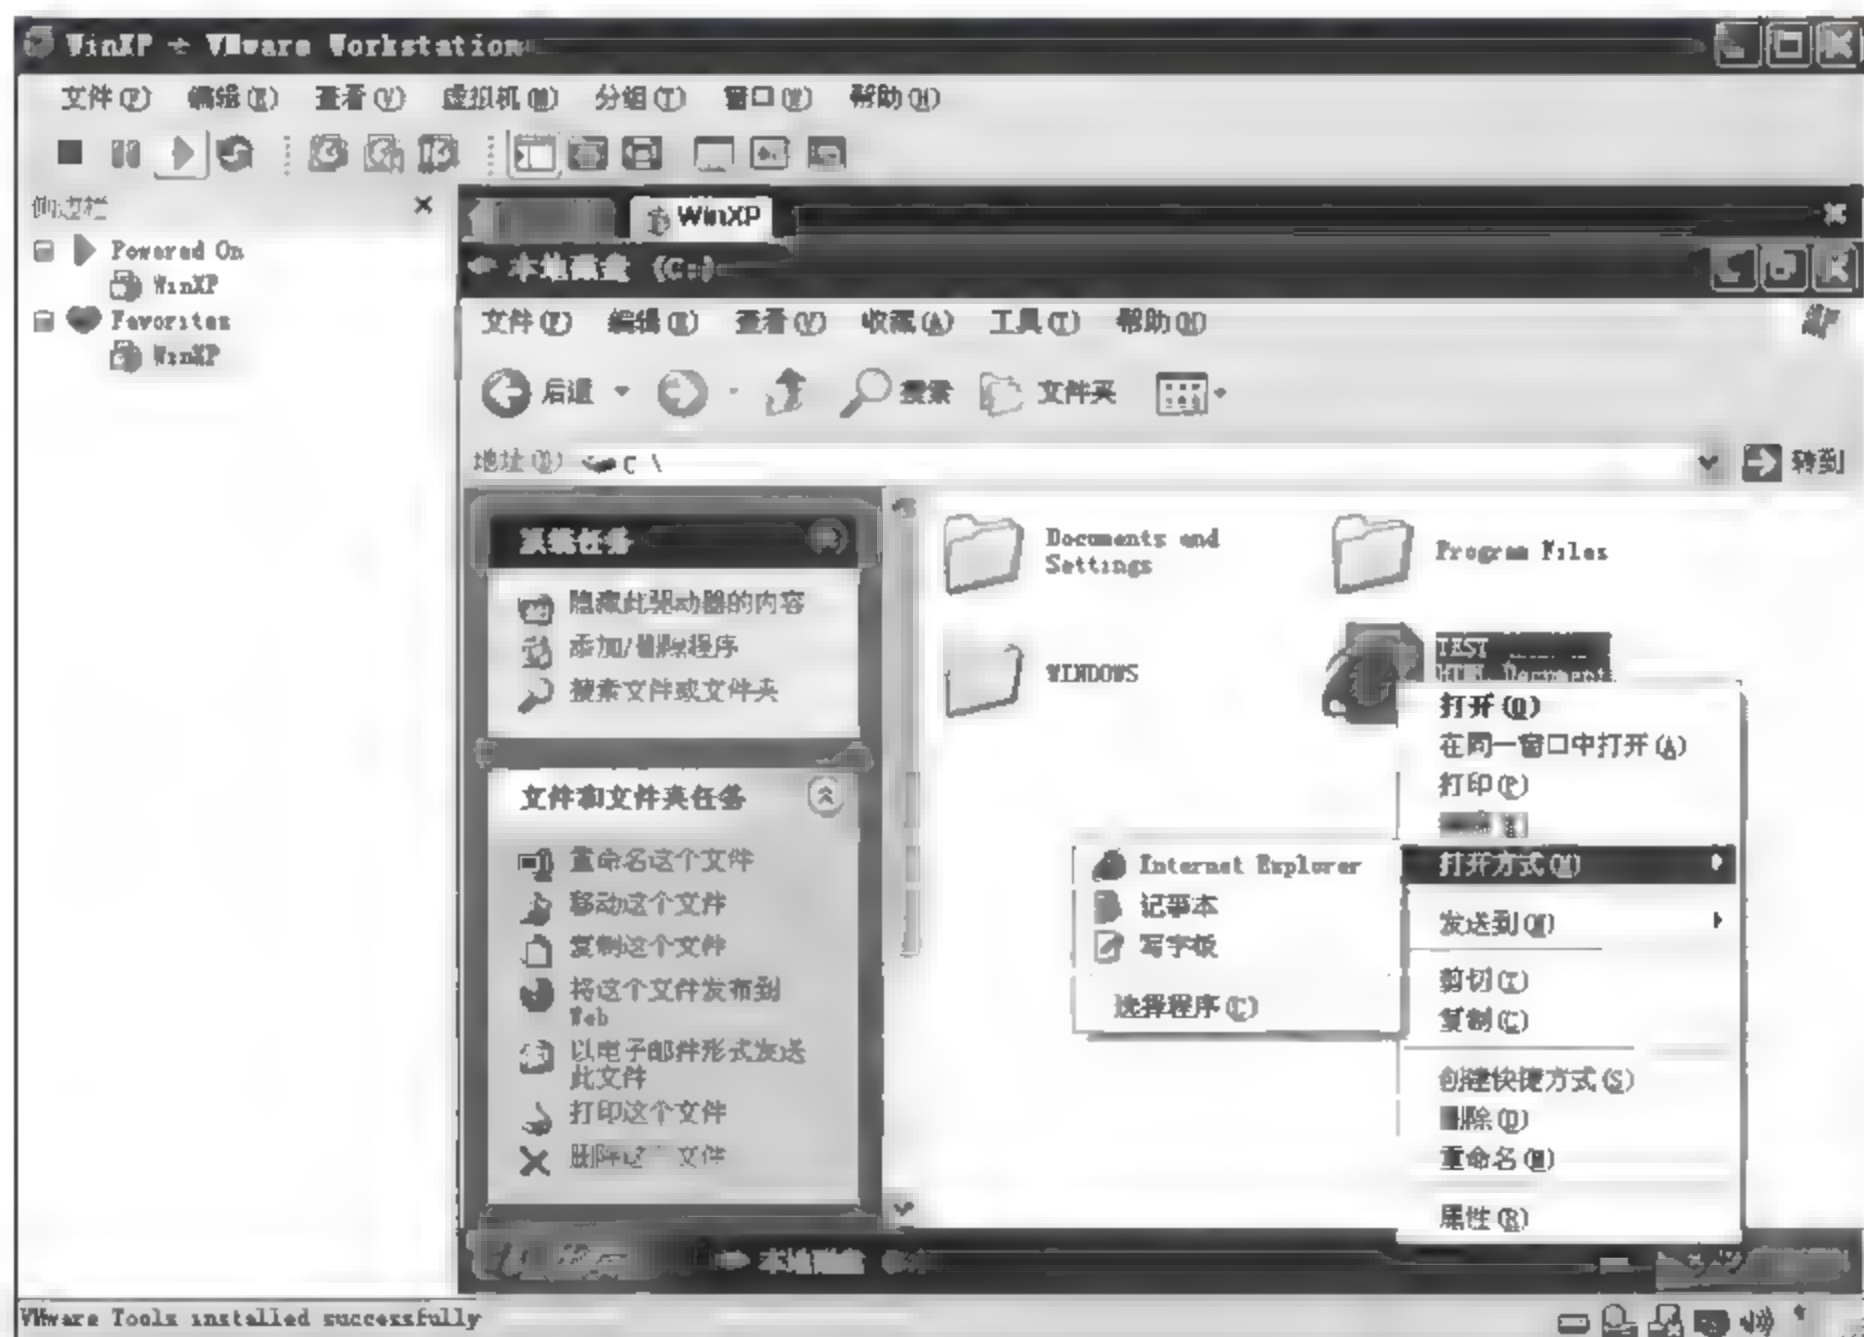 WinXP - VMware Workstation
文件(F) 编辑(E) 查看(V) 虚拟机(M) 分组(T) 窗口(W) 帮助(H)
侧边栏
Powered On
WinXP
Favorites
WinXP
WinXP
本地磁盘 (C:)
文件(F) 编辑(E) 查看(V) 收藏(A) 工具(T) 帮助(H)
后退 搜索 文件夹
地址(D) C \ 转到
系统任务
隐藏此驱动器的内容
添加/删除程序
搜索文件或文件夹
文件和文件夹任务
重命名这个文件
移动这个文件
复制这个文件
将这个文件发布到
Web
以电子邮件形式发送
此文件
打印这个文件
删除这个文件
Documents and
Settings
Program Files
WINDOWS
TEST
HTML Document
打开(O)
在同一窗口中打开(A)
打印(P)
打开方式(H)
发送到(N)
剪切(T)
复制(C)
创建快捷方式(S)
删除(D)
重命名(M)
属性(R)
Internet Explorer
记事本
写字板
选择程序(C)
本地磁盘
VMware Tools installed successfully